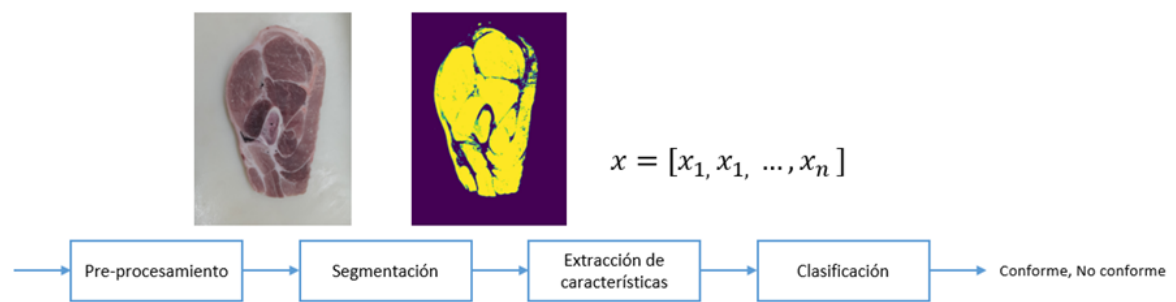 x = [x₁, x₁, …, xₙ ]
Pre-procesamiento
Segmentación
Extracción de
características
Clasificación
Conforme, No conforme